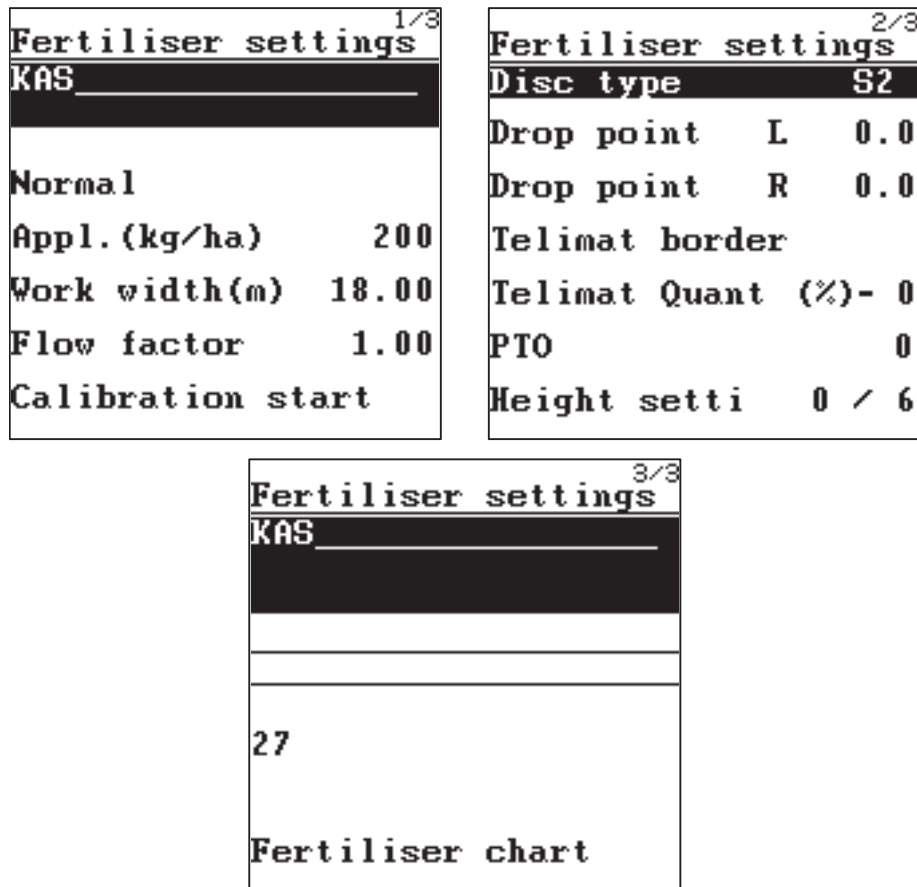 1/3
Fertiliser settings
KAS
Normal
Appl.(kg/ha) 200
Work width(m) 18.00
Flow factor 1.00
Calibration start
2/3
Fertiliser settings
Disc type S2
Drop point L 0.0
Drop point R 0.0
Telimat border
Telimat Quant (%)- 0
PTO 0
Height setti 0 / 6
3/3
Fertiliser settings
KAS
27
Fertiliser chart